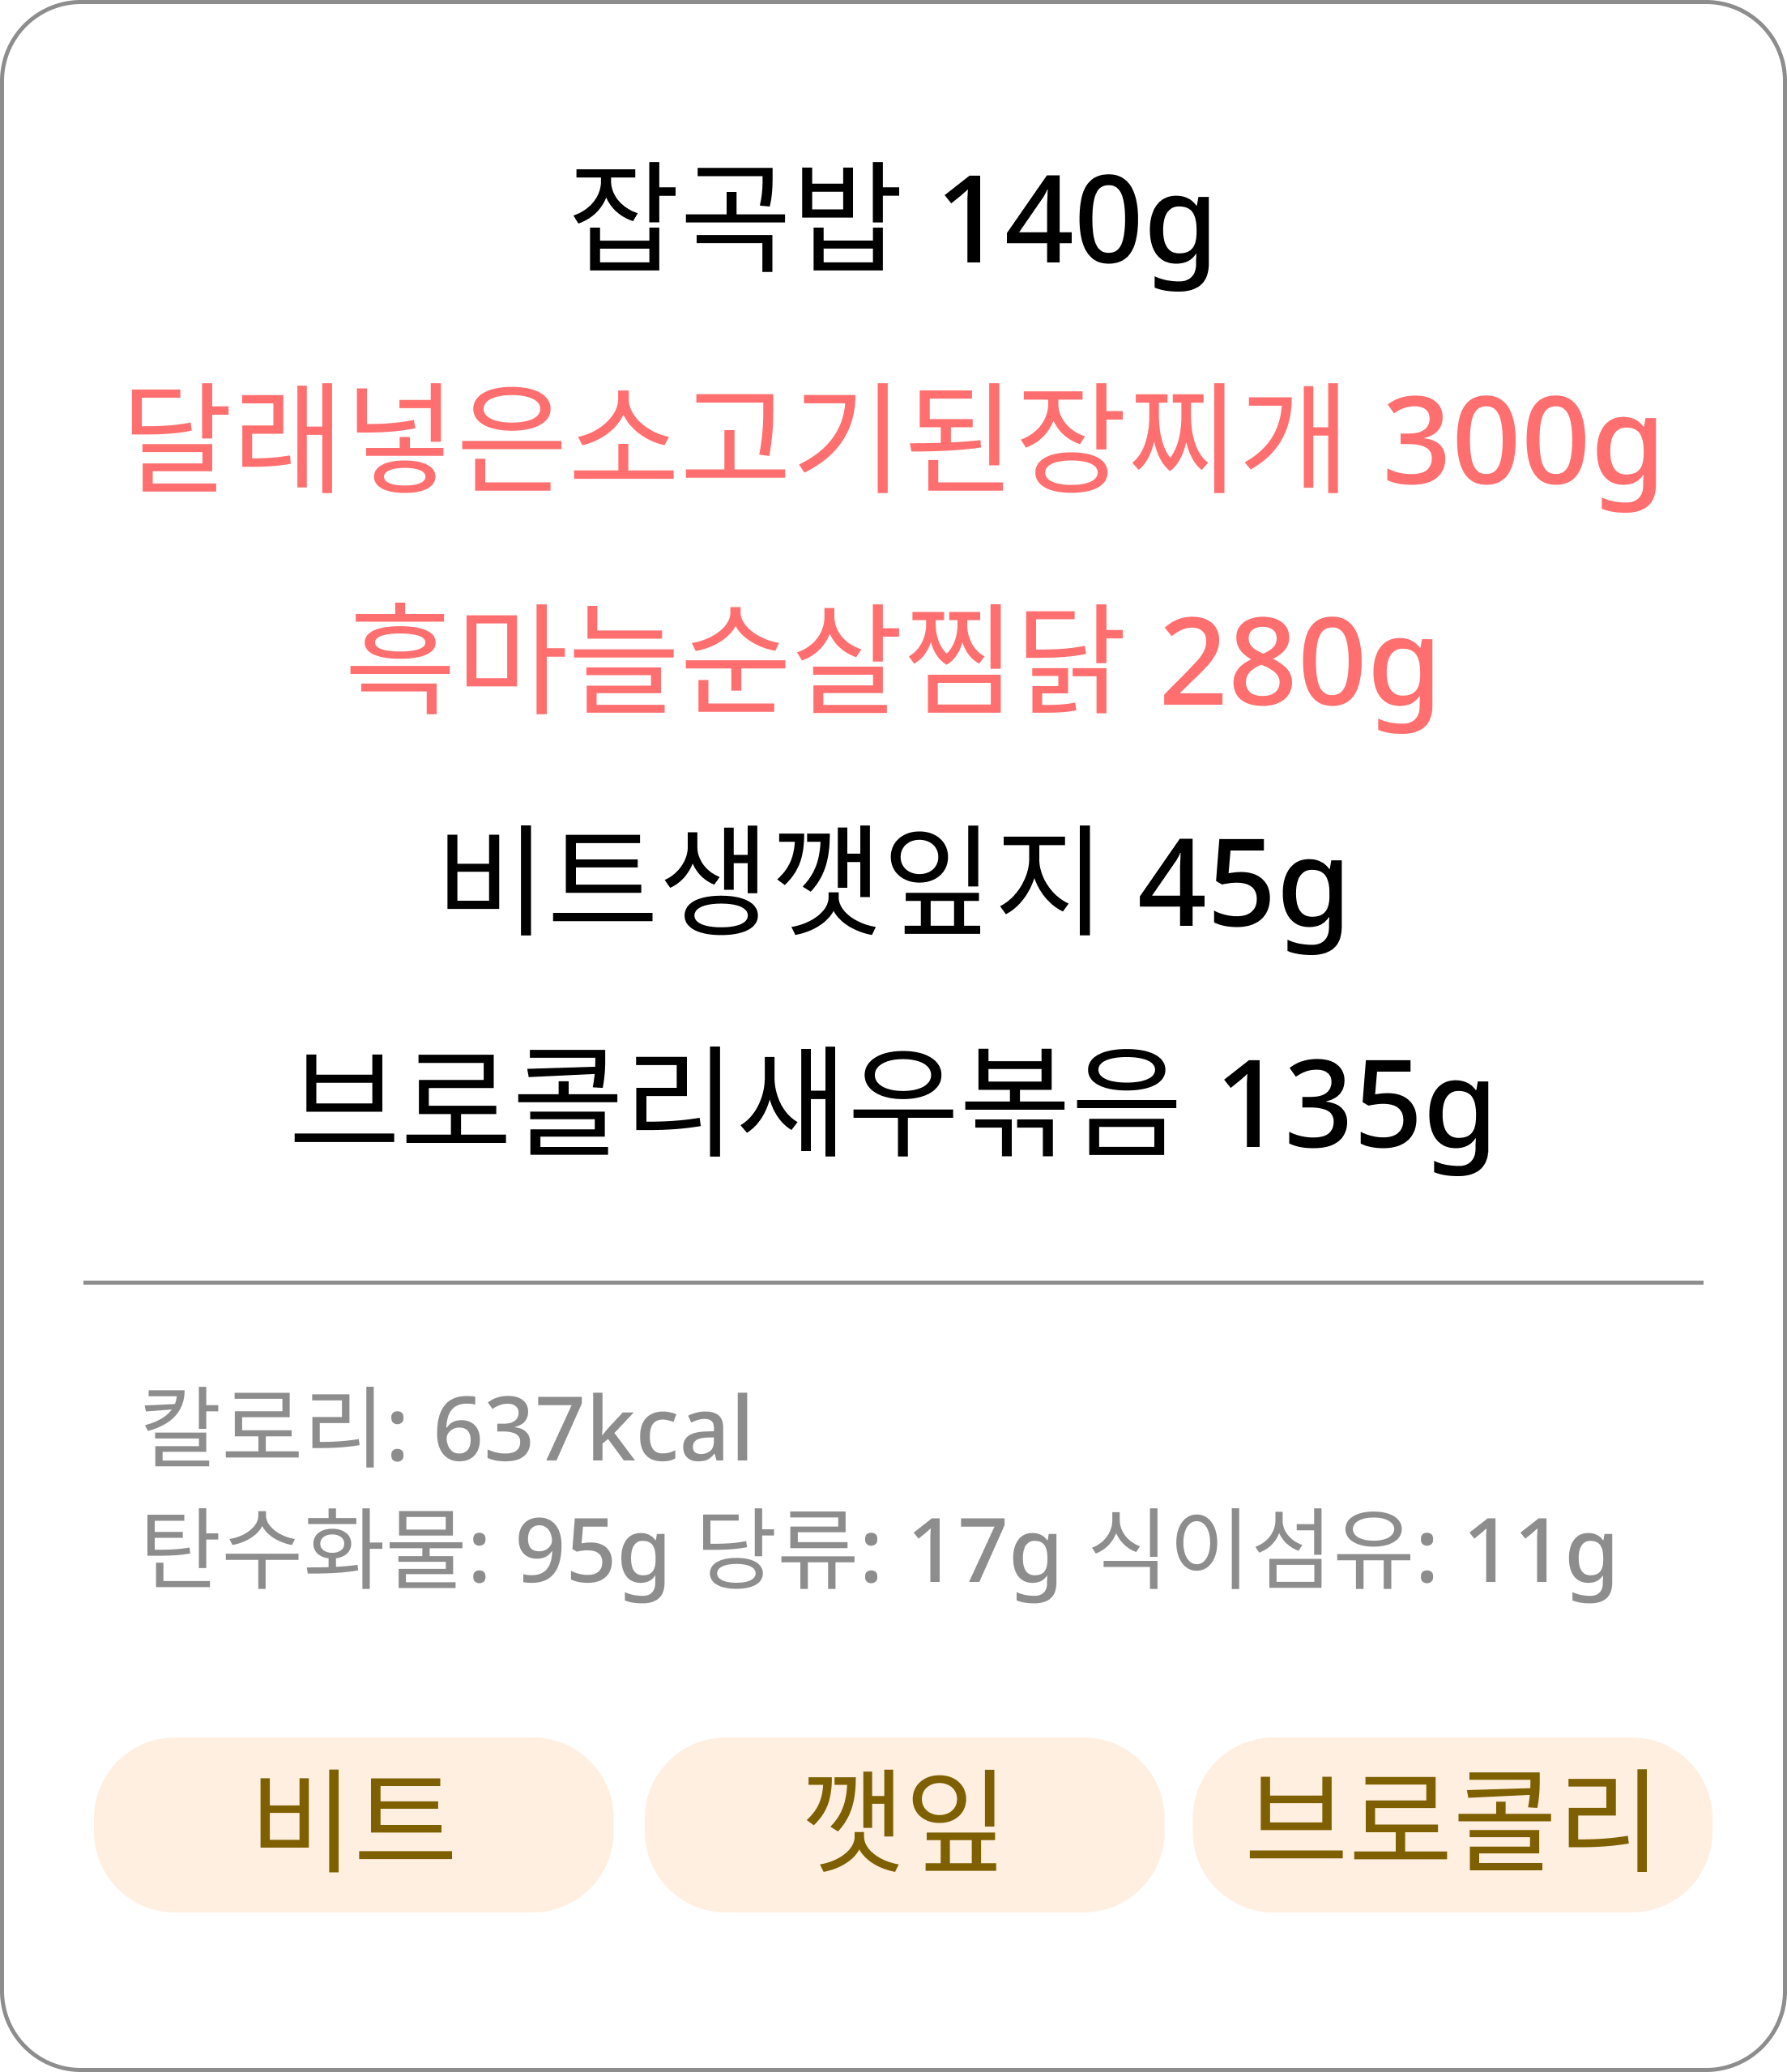 잡곡밥 140g
달래넣은소고기된장찌개 300g
흑마늘순살찜닭 280g
비트생깻잎지 45g
브로콜리새우볶음 135g
칼로리: 637kcal
탄수화물: 95g 당류: 17g 식이섬유: 11g
비트 깻잎 브로콜리